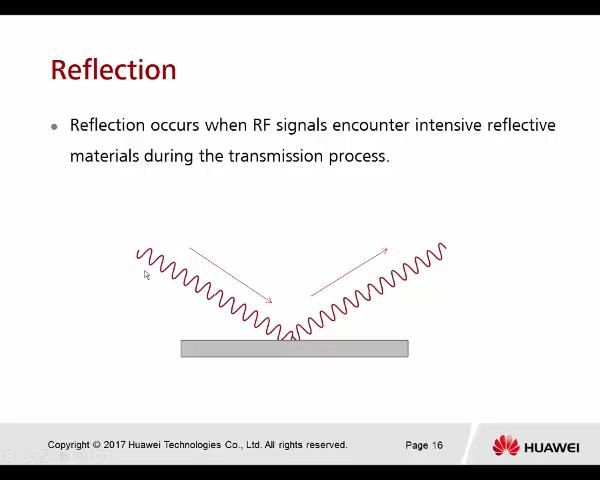 Reflection
Reflection occurs when RF signals encounter intensive reflective
materials during the transmission process.
Copyright © 2017 Huawei Technologies Co., Ltd. All rights reserved.
Page 16
HUAWEI